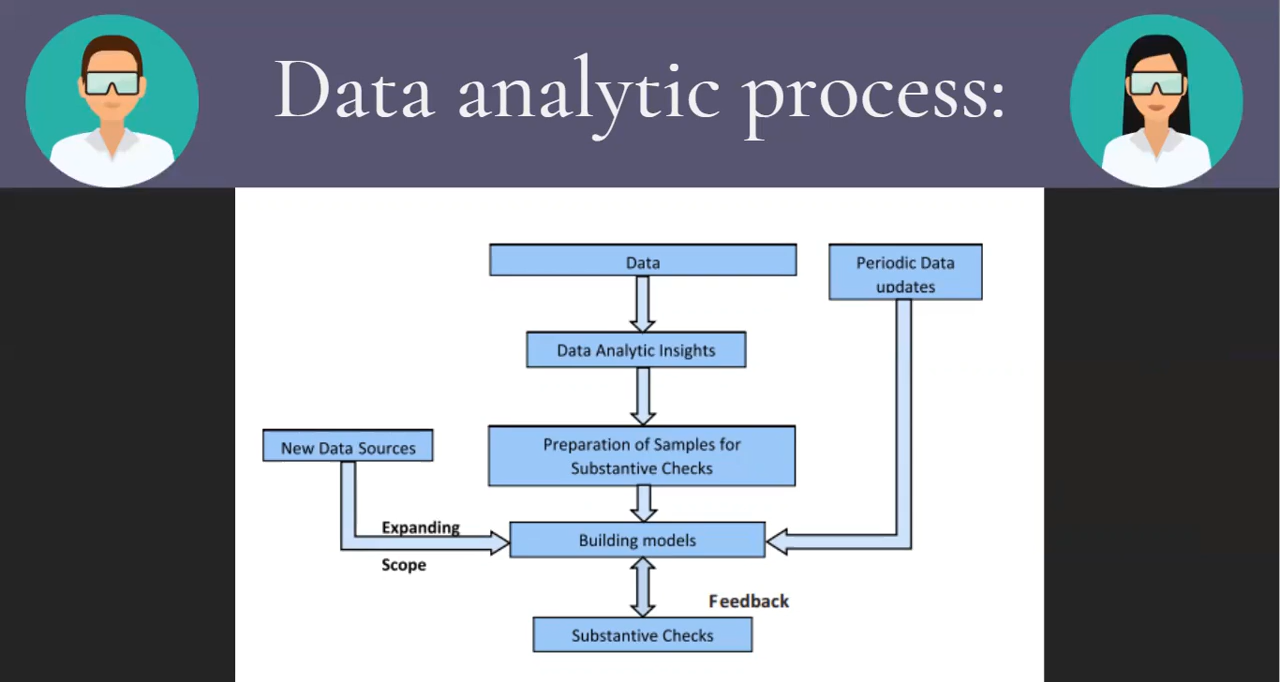 Data analytic process:
Data
Periodic Data
updates
Data Analytic Insights
Preparation of Samples for
Substantive Checks
New Data Sources
Expanding
Scope
Building models
Feedback
Substantive Checks